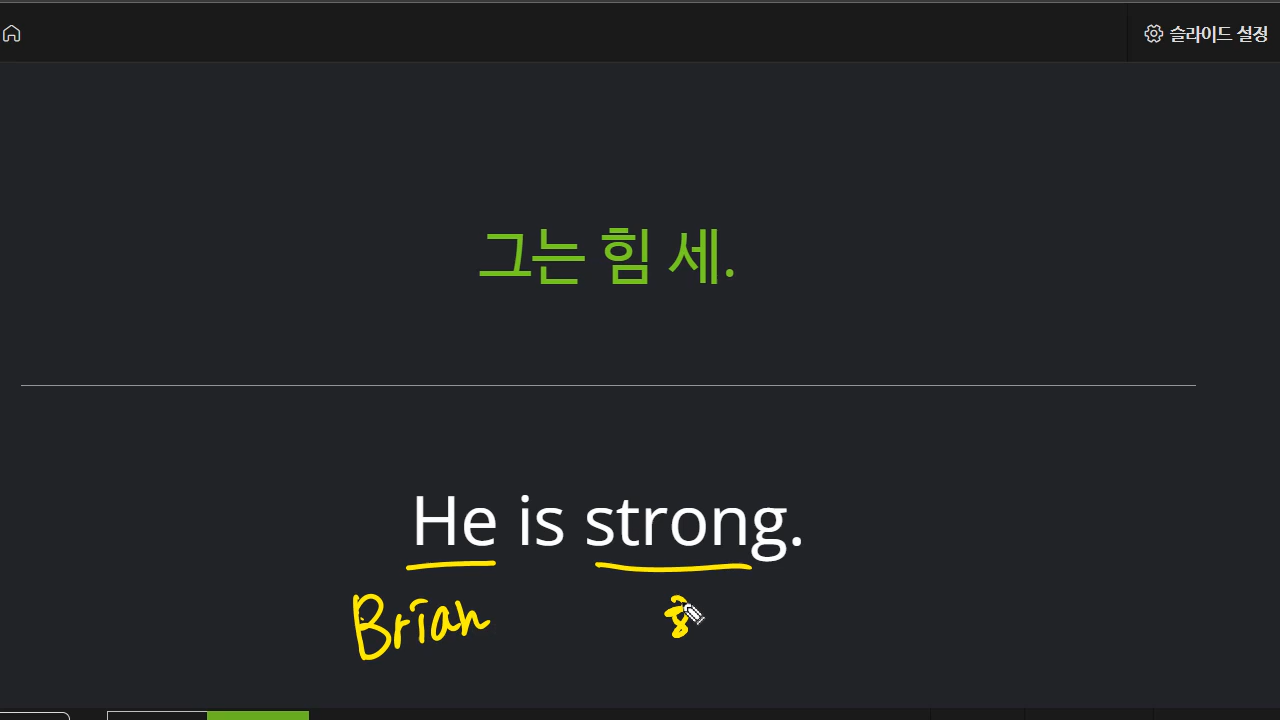 슬라이드 설정
그는 힘 세.
He is strong.
Brian